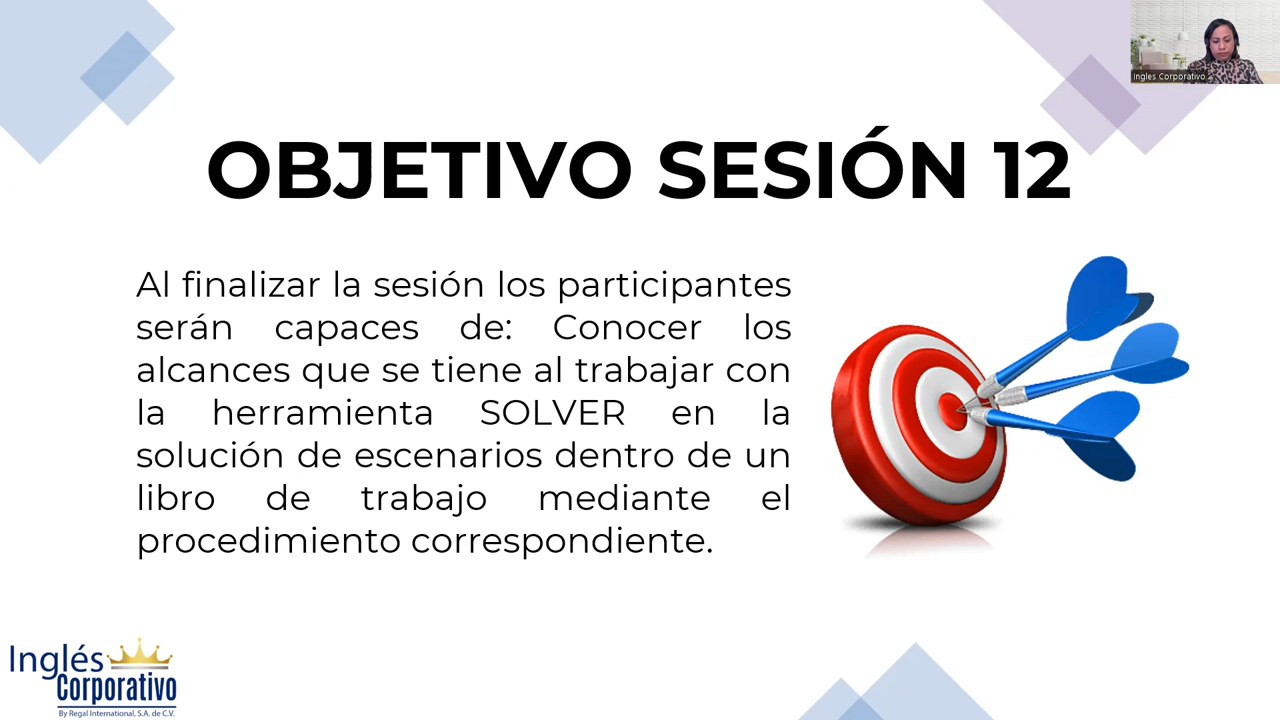 Ingles Corporativo
OBJETIVO SESIÓN 12
Al finalizar la sesión los participantes
serán capaces de: Conocer los
alcances que se tiene al trabajar con
la herramienta SOLVER en la
solución de escenarios dentro de un
libro de trabajo mediante el
procedimiento correspondiente.
Inglés
Corporativo
By Regal International, S.A. de C.V.